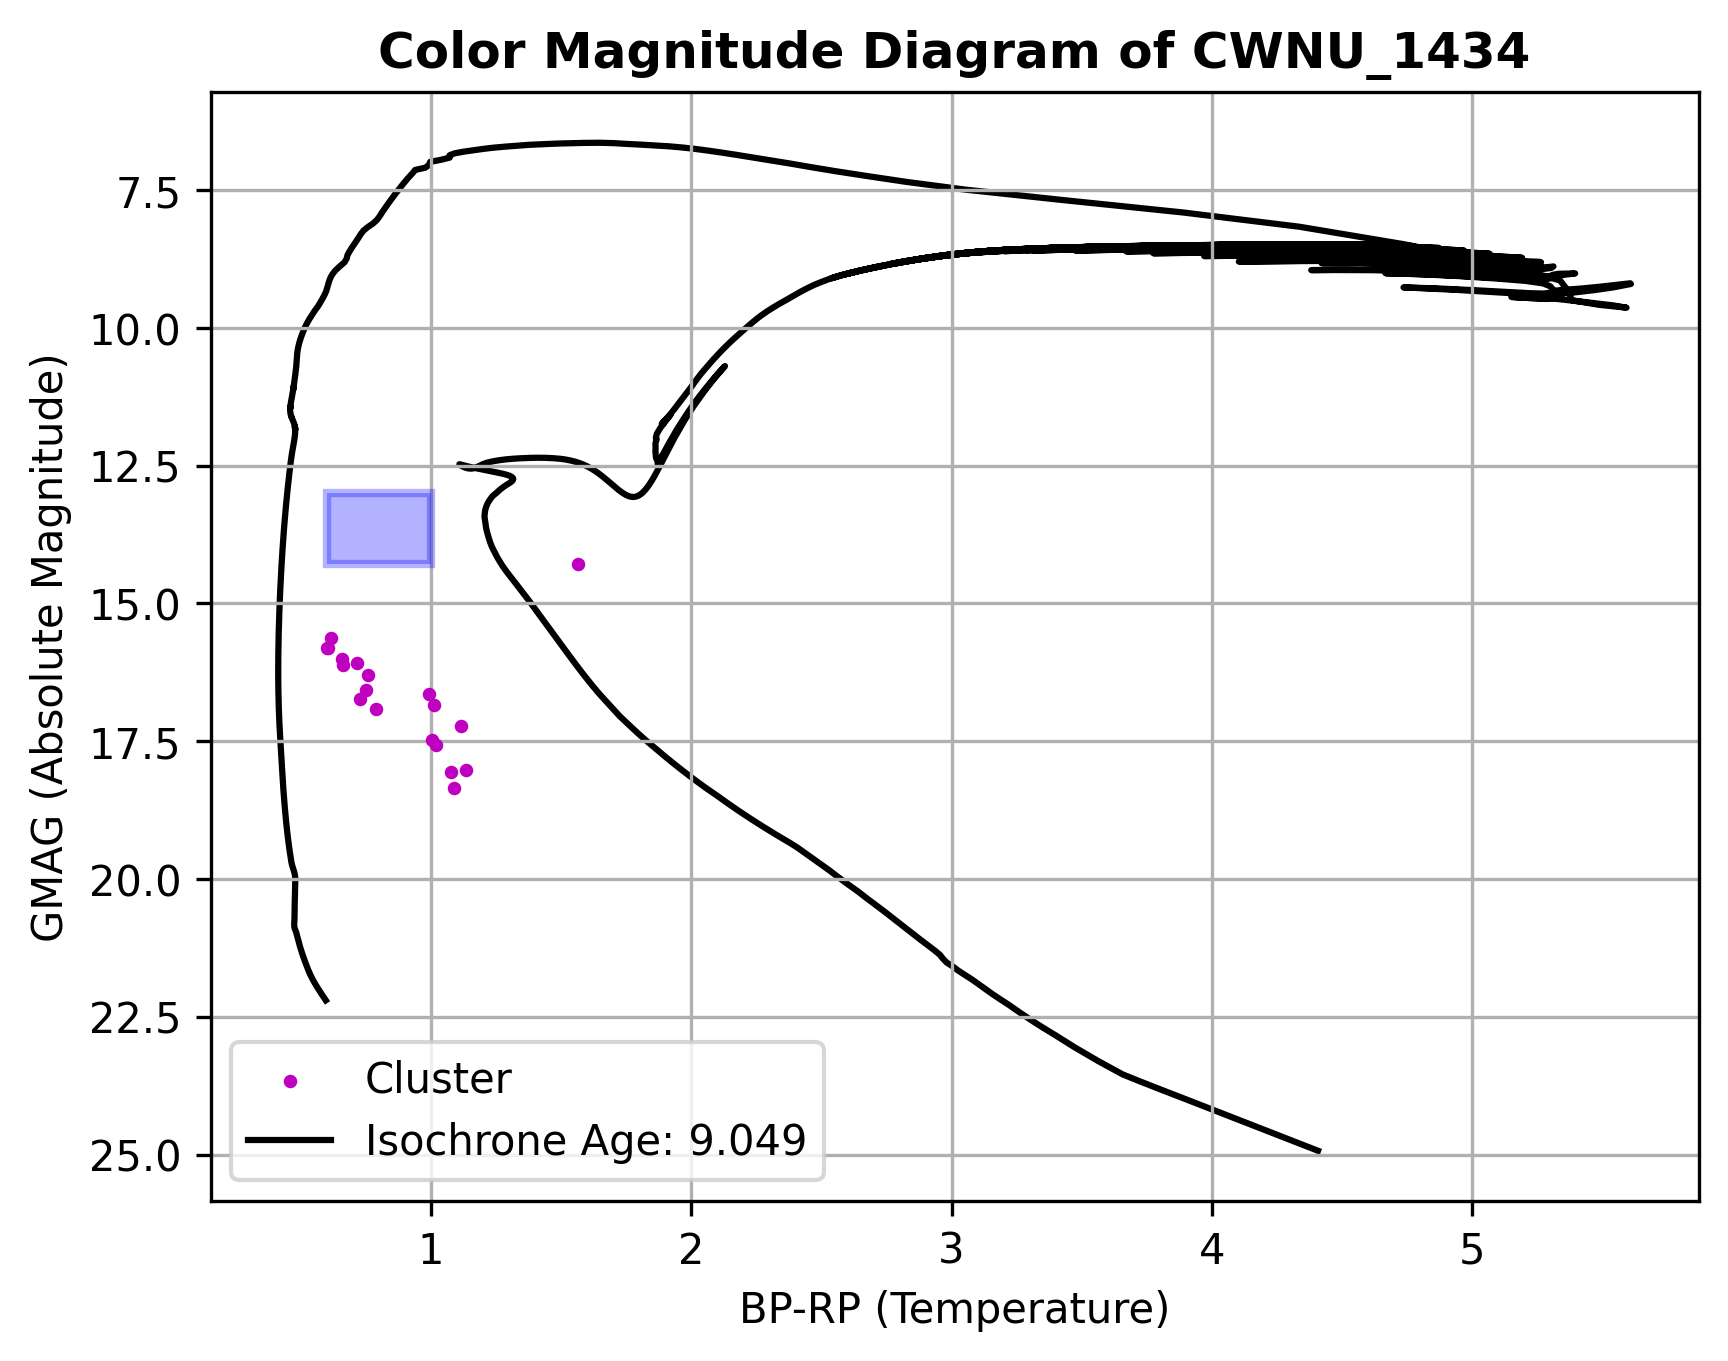 Color Magnitude Diagram of CWNU_1434
GMAG (Absolute Magnitude)
7.5
10.0
12.5
15.0
17.5
20.0
22.5
25.0
Cluster
Isochrone Age: 9.049
1 2 3 4 5
BP-RP (Temperature)